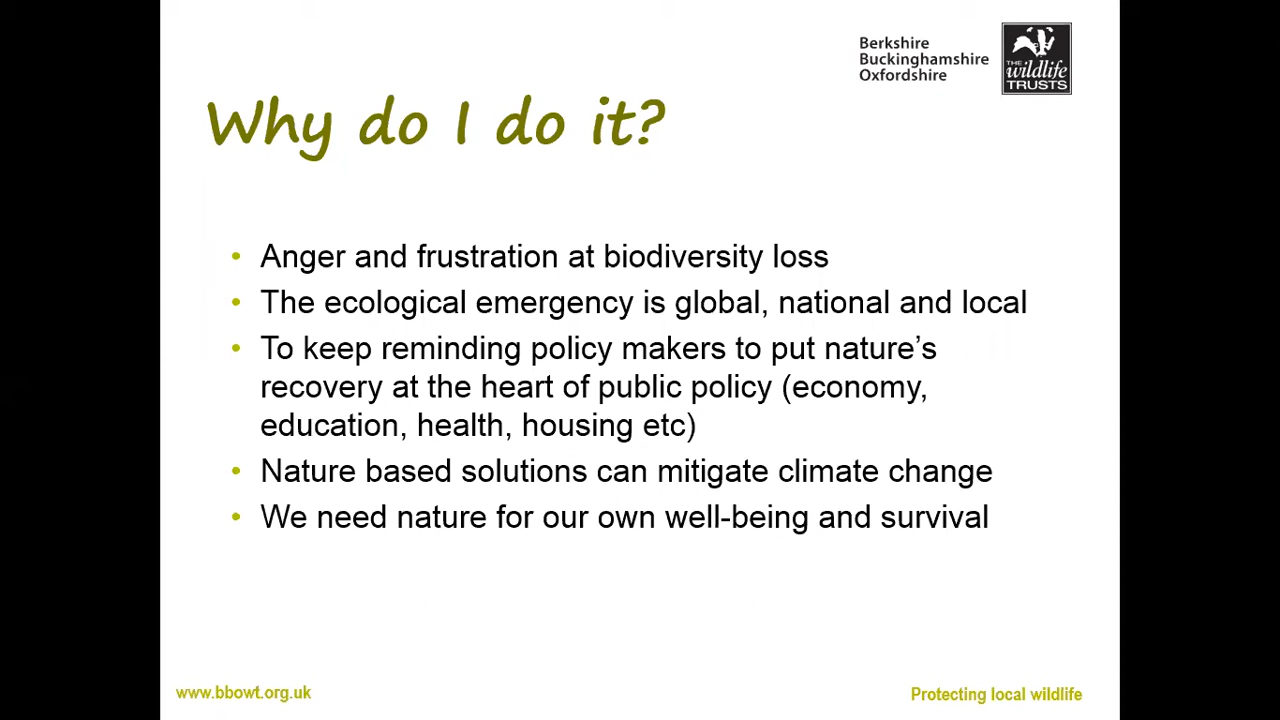 Berkshire
Buckinghamshire
Oxfordshire
THE
wildlife
TRUSTS
Why do I do it?
• Anger and frustration at biodiversity loss
• The ecological emergency is global, national and local
• To keep reminding policy makers to put nature’s
recovery at the heart of public policy (economy,
education, health, housing etc)
• Nature based solutions can mitigate climate change
• We need nature for our own well-being and survival
www.bbowt.org.uk
Protecting local wildlife